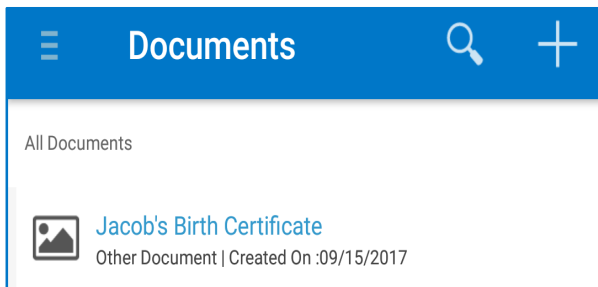 Documents
All Documents
Jacob's Birth Certificate
Other Document | Created On :09/15/2017